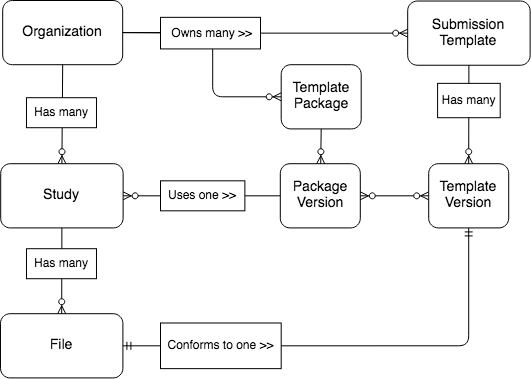 Organization
Owns many >>
Submission
Template
Template
Package
Has many
Has many
Study
Uses one >>
Package
Version
Template
Version
Has many
File
Conforms to one >>